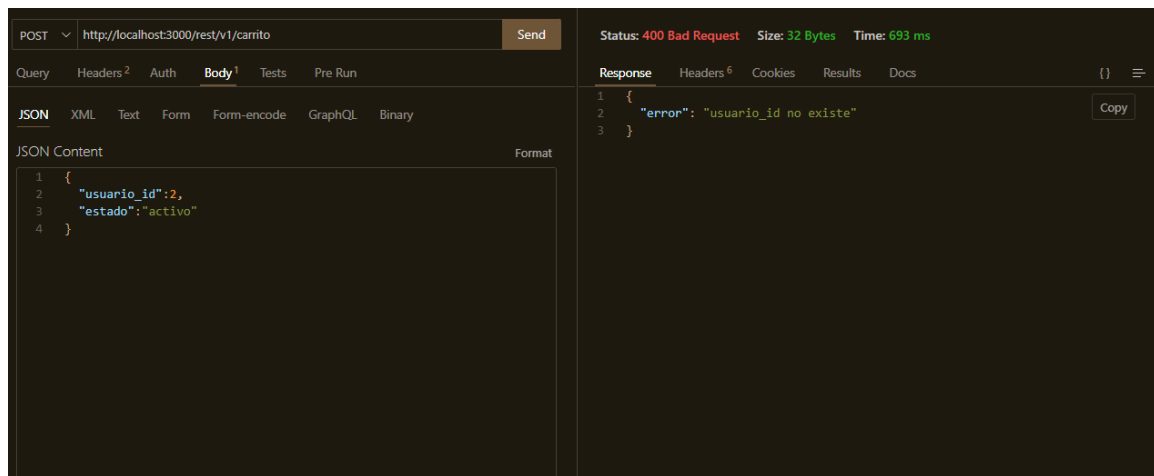 POST http://localhost:3000/rest/v1/carrito Send
Query Headers 2 Auth Body 1 Tests Pre Run
JSON XML Text Form Form-encode GraphQL Binary
JSON Content Format
1 {
2 "usuario_id":2,
3 "estado":"activo"
4 }
Status: 400 Bad Request Size: 32 Bytes Time: 693 ms
Response Headers 6 Cookies Results Docs {}
1 {
2 "error": "usuario_id no existe"
3 }
Copy